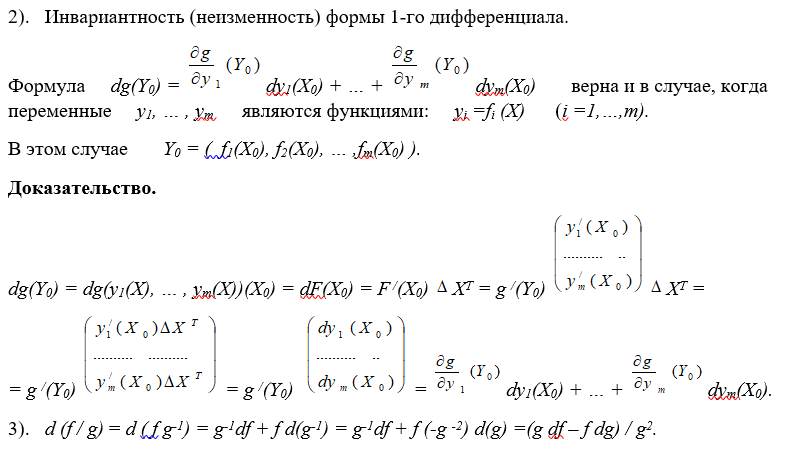 2). Инвариантность (неизменность) формы 1-го дифференциала.
Формула dg(Y₀) = ∂g/∂y₁ (Y₀) dy₁(X₀) + … + ∂g/∂yₘ (Y₀) dyₘ(X₀) верна и в случае, когда
переменные y₁, … , yₘ являются функциями: yᵢ =fᵢ (X) (i =1,…,m).
В этом случае Y₀ = ( f₁(X₀), f₂(X₀), … ,fₘ(X₀) ).
Доказательство.
dg(Y₀) = dg(y₁(X), … , yₘ(X))(X₀) = dF(X₀) = F ′(X₀) Δ Xᵀ = g ′(Y₀) ( y₁′ (X₀) ………. .. yₘ′ (X₀) ) Δ Xᵀ =
= g ′(Y₀) ( y₁′ (X₀)ΔX ᵀ ………. ………. yₘ′ (X₀)ΔX ᵀ ) = g ′(Y₀) ( dy₁ (X₀) ………. .. dyₘ (X₀) ) = ∂g/∂y₁ (Y₀) dy₁(X₀) + … + ∂g/∂yₘ (Y₀) dyₘ(X₀).
3). d (f / g) = d ( f g⁻¹) = g⁻¹df + f d(g⁻¹) = g⁻¹df + f (-g ⁻²) d(g) =(g df – f dg) / g².